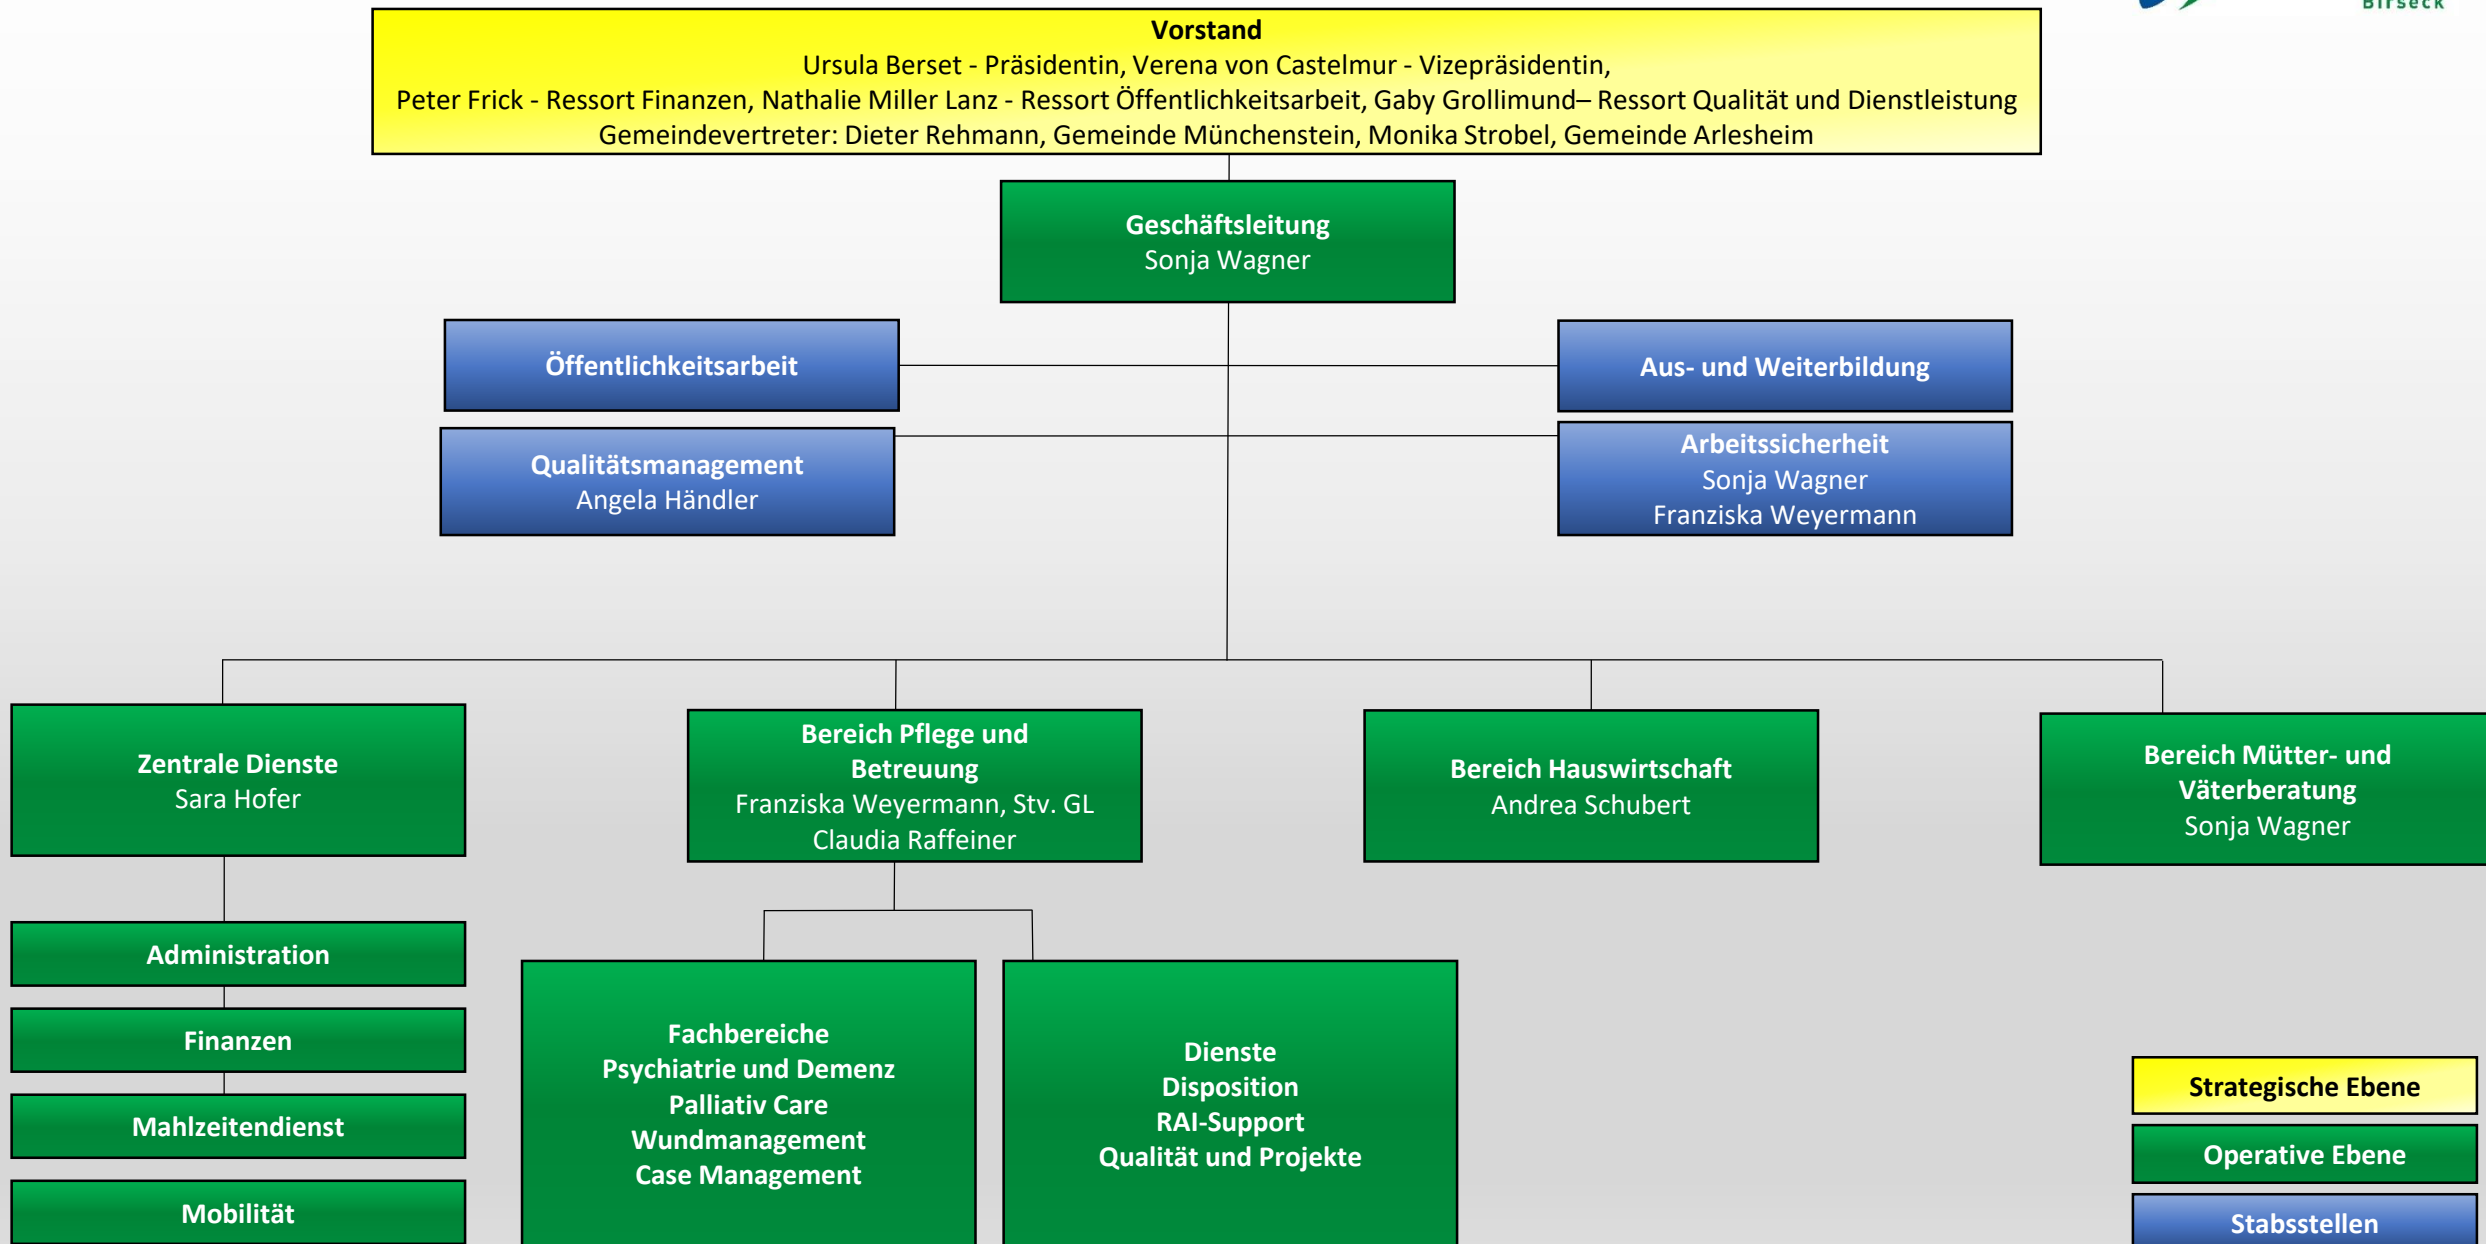 Birseck
Vorstand
Ursula Berset - Präsidentin, Verena von Castelmur - Vizepräsidentin,
Peter Frick - Ressort Finanzen, Nathalie Miller Lanz - Ressort Öffentlichkeitsarbeit, Gaby Grollimund– Ressort Qualität und Dienstleistung
Gemeindevertreter: Dieter Rehmann, Gemeinde Münchenstein, Monika Strobel, Gemeinde Arlesheim
Geschäftsleitung
Sonja Wagner
Öffentlichkeitsarbeit
Aus- und Weiterbildung
Qualitätsmanagement
Angela Händler
Arbeitssicherheit
Sonja Wagner
Franziska Weyermann
Zentrale Dienste
Sara Hofer
Bereich Pflege und
Betreuung
Franziska Weyermann, Stv. GL
Claudia Raffeiner
Bereich Hauswirtschaft
Andrea Schubert
Bereich Mütter- und
Väterberatung
Sonja Wagner
Administration
Finanzen
Mahlzeitendienst
Mobilität
Fachbereiche
Psychiatrie und Demenz
Palliativ Care
Wundmanagement
Case Management
Dienste
Disposition
RAI-Support
Qualität und Projekte
Strategische Ebene
Operative Ebene
Stabsstellen